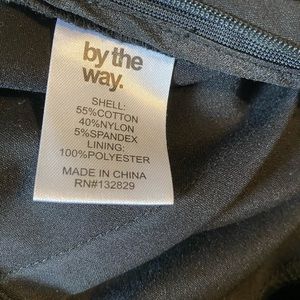 by the
way.
SHELL:
55%COTTON
40%NYLON
5%SPANDEX
LINING:
100%POLYESTER
MADE IN CHINA
RN#132829